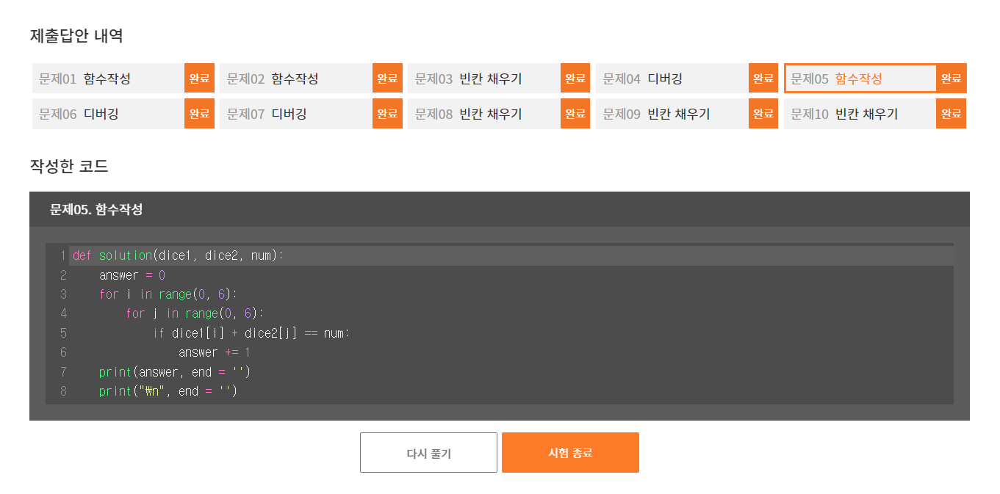 제출답안 내역
문제01 함수작성 완료 문제02 함수작성 완료 문제03 빈칸 채우기 완료 문제04 디버깅 완료 문제05 함수작성 완료
문제06 디버깅 완료 문제07 디버깅 완료 문제08 빈칸 채우기 완료 문제09 빈칸 채우기 완료 문제10 빈칸 채우기 완료
작성한 코드
문제05. 함수작성
1 def solution(dice1, dice2, num):
2     answer = 0
3     for i in range(0, 6):
4         for j in range(0, 6):
5             if dice1[i] + dice2[j] == num:
6                 answer += 1
7     print(answer, end = '')
8     print("₩n", end = '')
다시 풀기 시험 종료